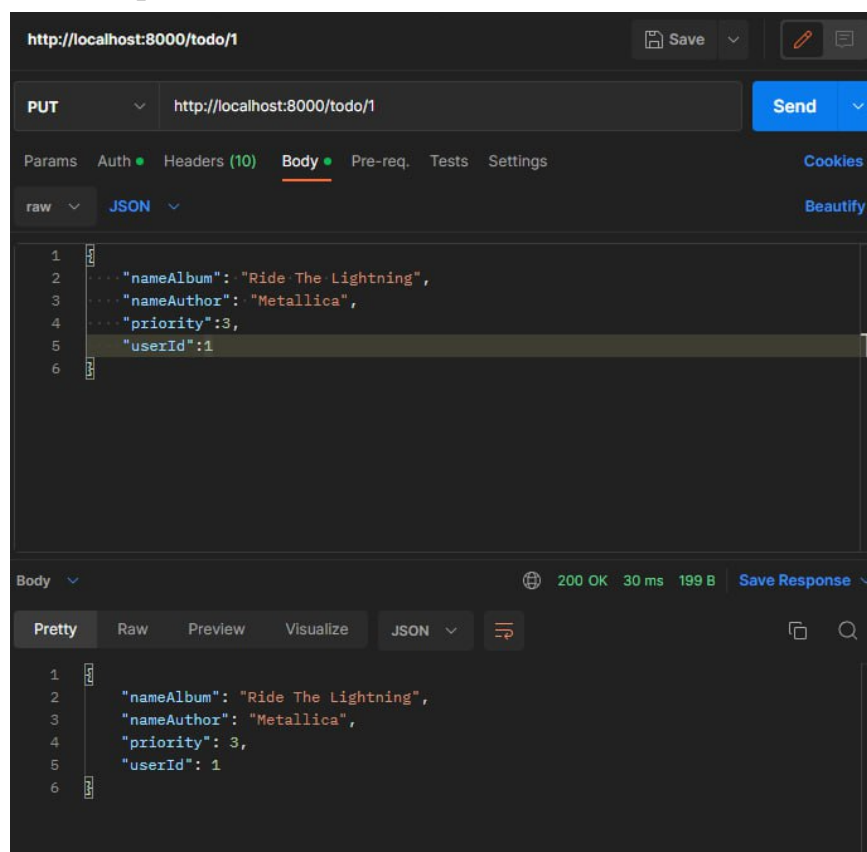 http://localhost:8000/todo/1 Save
PUT http://localhost:8000/todo/1 Send
Params Auth Headers (10) Body Pre-req. Tests Settings Cookies
raw JSON Beautify
1 {
2 "nameAlbum": "Ride The Lightning",
3 "nameAuthor": "Metallica",
4 "priority":3,
5 "userId":1
6 }
Body 200 OK 30 ms 199 B Save Response
Pretty Raw Preview Visualize JSON
1 {
2 "nameAlbum": "Ride The Lightning",
3 "nameAuthor": "Metallica",
4 "priority": 3,
5 "userId": 1
6 }